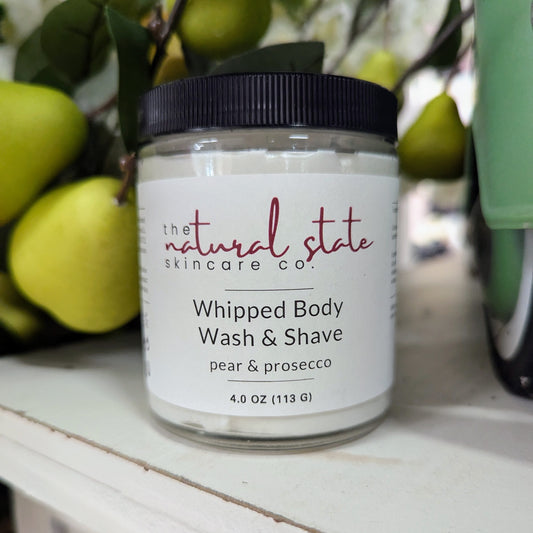 the
natural state
skincare co.
Whipped Body
Wash & Shave
pear & prosecco
4.0 OZ (113 G)